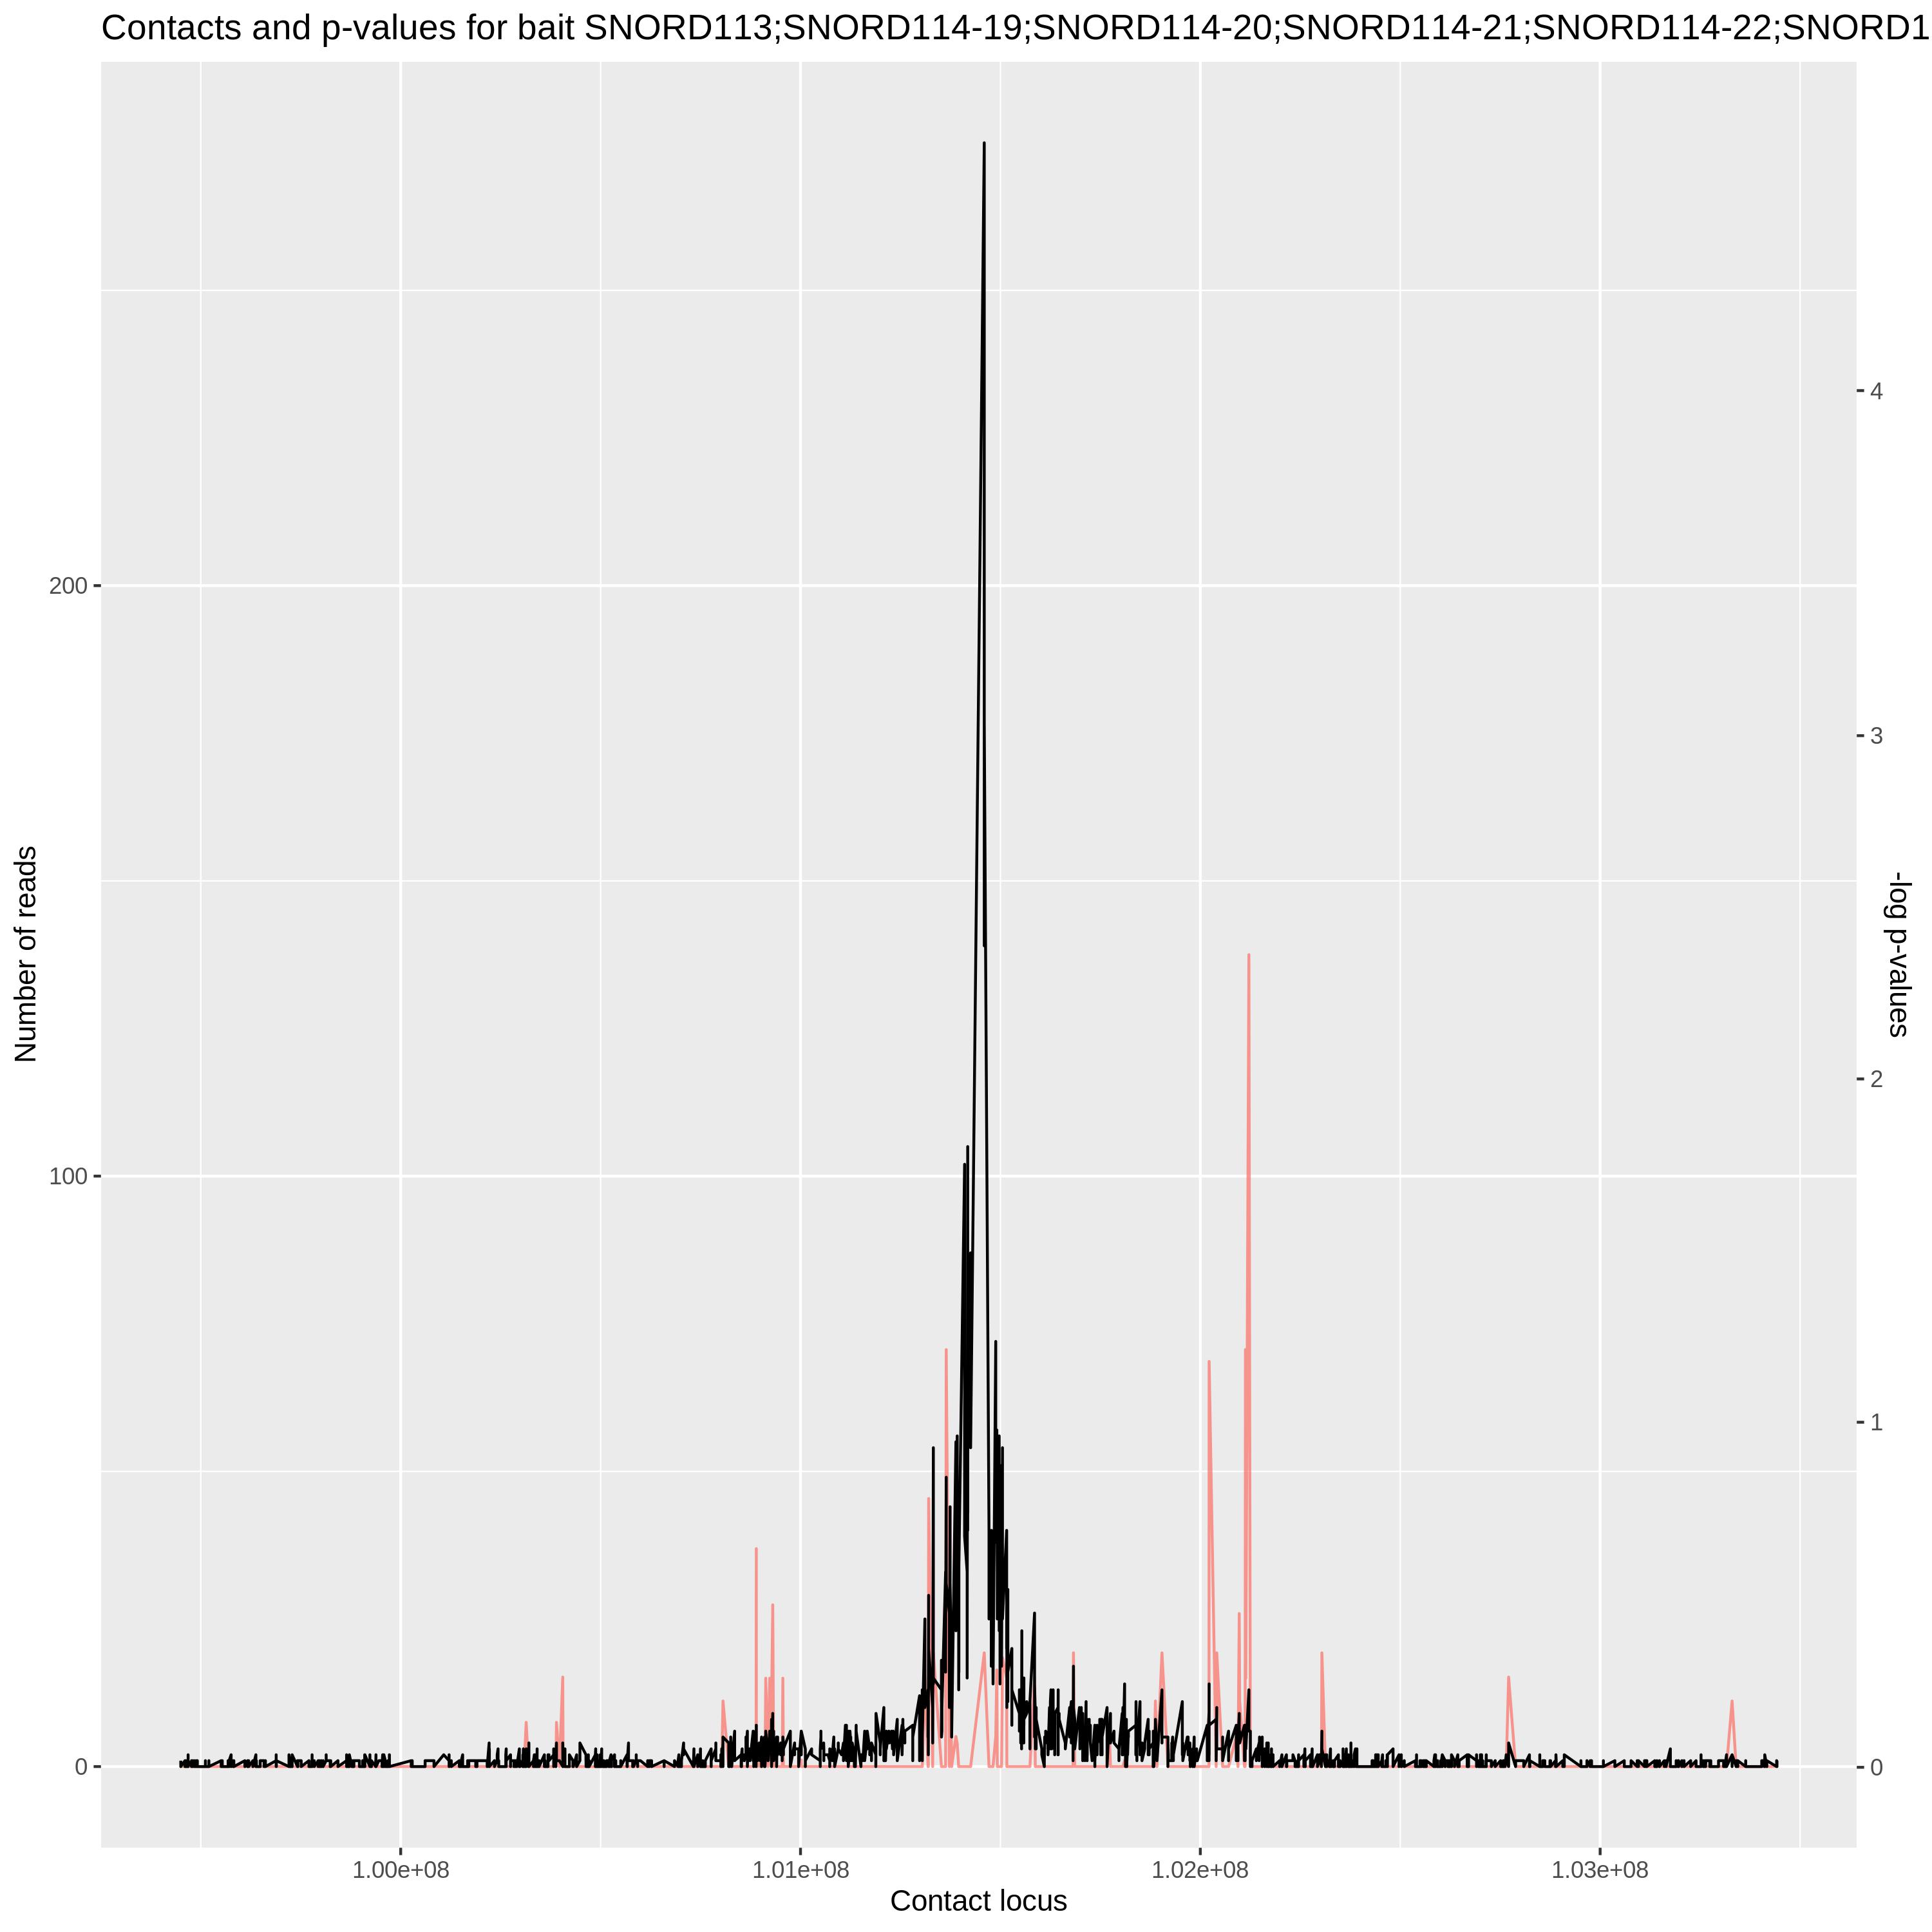 Contacts and p-values for bait SNORD113;SNORD114-19;SNORD114-20;SNORD114-21;SNORD114-22;SNORD1
Number of reads
200
100
0
4
3
2
1
0
-log p-values
1.00e+08
1.01e+08
1.02e+08
1.03e+08
Contact locus